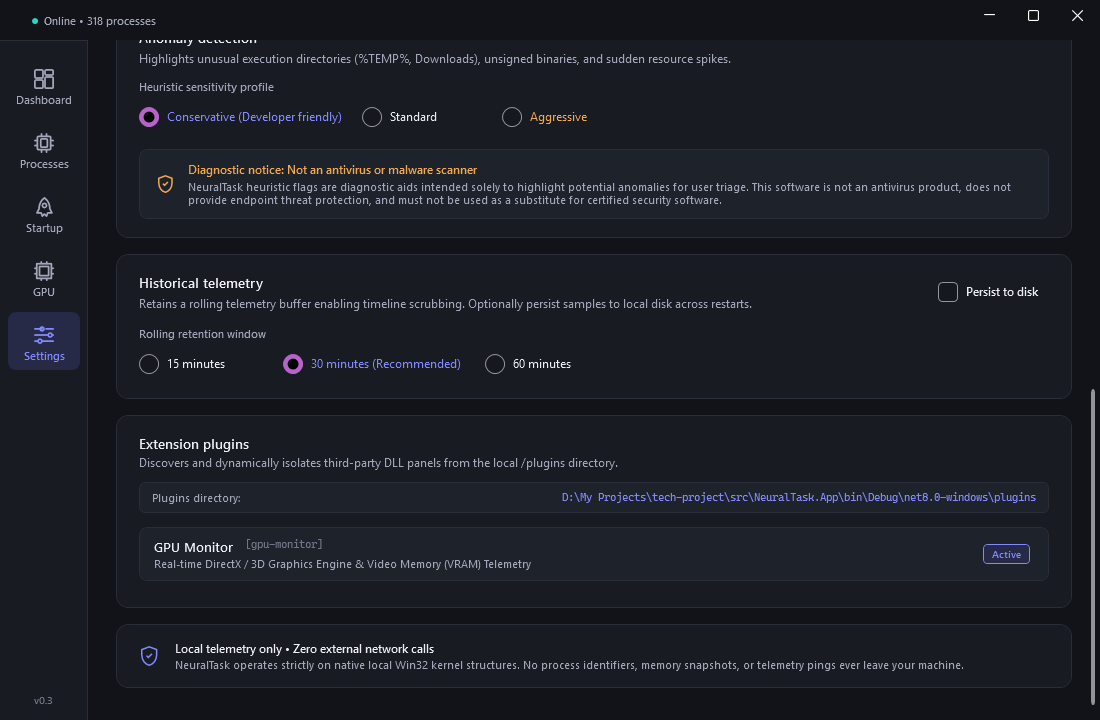 Online • 318 processes
Dashboard
Processes
Startup
GPU
Settings
v0.3
Anomaly detection
Highlights unusual execution directories (%TEMP%, Downloads), unsigned binaries, and sudden resource spikes.
Heuristic sensitivity profile
Conservative (Developer friendly) Standard Aggressive
Diagnostic notice: Not an antivirus or malware scanner
NeuralTask heuristic flags are diagnostic aids intended solely to highlight potential anomalies for user triage. This software is not an antivirus product, does not
provide endpoint threat protection, and must not be used as a substitute for certified security software.
Historical telemetry
Retains a rolling telemetry buffer enabling timeline scrubbing. Optionally persist samples to local disk across restarts.
Persist to disk
Rolling retention window
15 minutes 30 minutes (Recommended) 60 minutes
Extension plugins
Discovers and dynamically isolates third-party DLL panels from the local /plugins directory.
Plugins directory: D:\My Projects\tech-project\src\NeuralTask.App\bin\Debug\net8.0-windows\plugins
GPU Monitor [gpu-monitor]
Real-time DirectX / 3D Graphics Engine & Video Memory (VRAM) Telemetry
Active
Local telemetry only • Zero external network calls
NeuralTask operates strictly on native local Win32 kernel structures. No process identifiers, memory snapshots, or telemetry pings ever leave your machine.